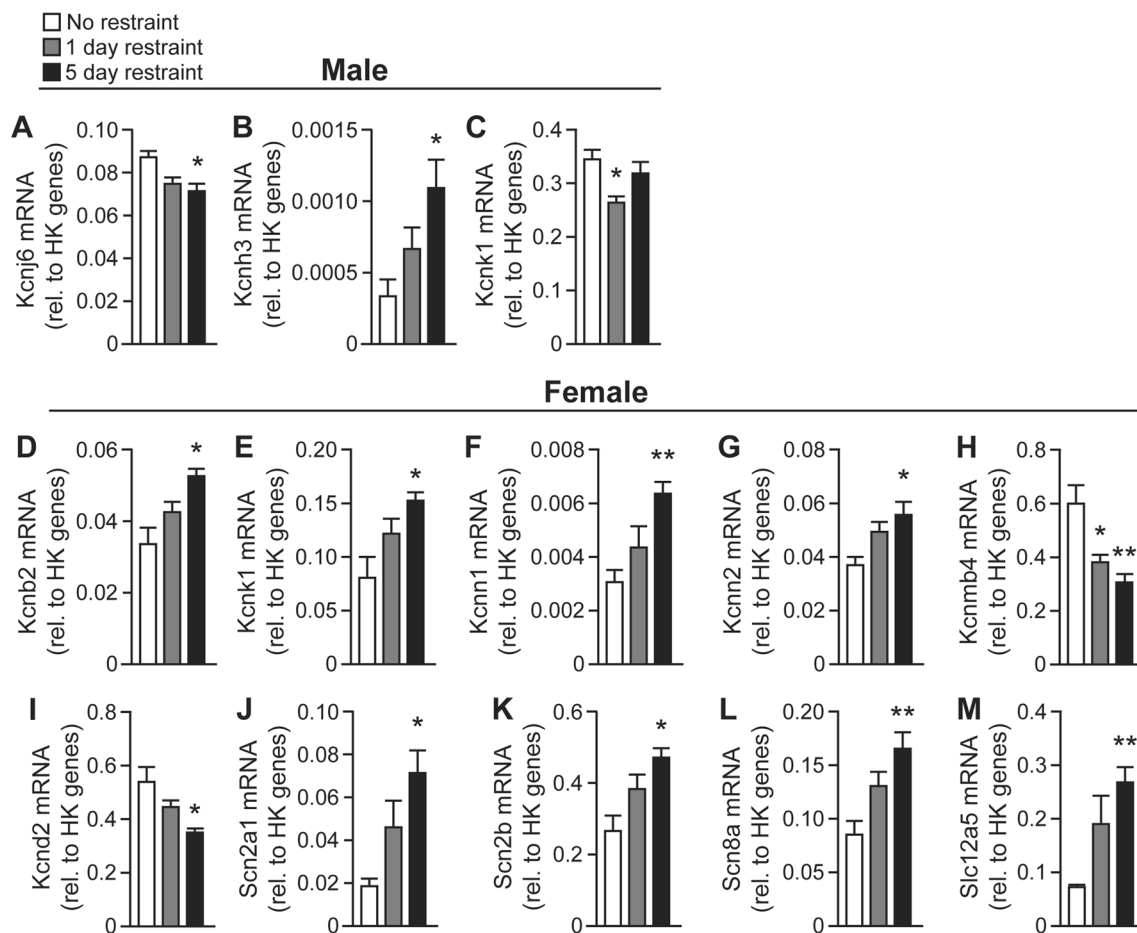 No restraint
1 day restraint
5 day restraint
Male
A
Kcnj6 mRNA
(rel. to HK genes)
0.10
0.08
0.06
0.04
0.02
0
*
B
Kcnh3 mRNA
(rel. to HK genes)
0.0015
0.0010
0.0005
0
*
C
Kcnk1 mRNA
(rel. to HK genes)
0.4
0.3
0.2
0.1
0
*
Female
D
Kcnb2 mRNA
(rel. to HK genes)
0.06
0.04
0.02
0
*
E
Kcnk1 mRNA
(rel. to HK genes)
0.20
0.15
0.10
0.05
0
*
F
Kcnn1 mRNA
(rel. to HK genes)
0.008
0.006
0.004
0.002
0
**
G
Kcnn2 mRNA
(rel. to HK genes)
0.08
0.06
0.04
0.02
0
*
H
Kcnmb4 mRNA
(rel. to HK genes)
0.8
0.6
0.4
0.2
0
*
**
I
Kcnd2 mRNA
(rel. to HK genes)
0.8
0.6
0.4
0.2
0
*
J
Scn2a1 mRNA
(rel. to HK genes)
0.10
0.08
0.06
0.04
0.02
0
*
K
Scn2b mRNA
(rel. to HK genes)
0.6
0.4
0.2
0
*
L
Scn8a mRNA
(rel. to HK genes)
0.20
0.15
0.10
0.05
0
**
M
Slc12a5 mRNA
(rel. to HK genes)
0.4
0.3
0.2
0.1
0
**